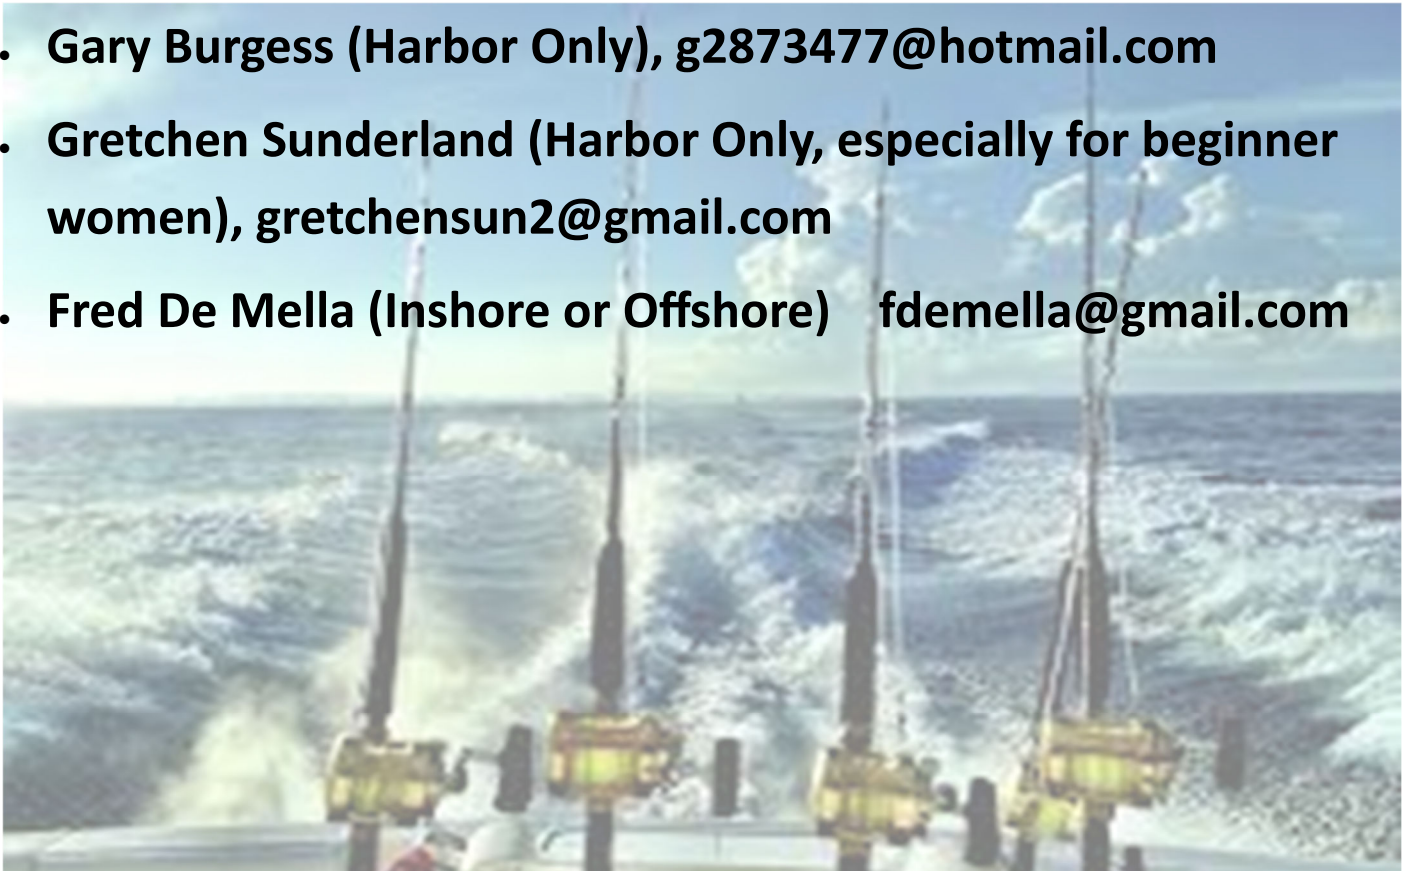 • Gary Burgess (Harbor Only), g2873477@hotmail.com
• Gretchen Sunderland (Harbor Only, especially for beginner
women), gretchensun2@gmail.com
• Fred De Mella (Inshore or Offshore) fdemella@gmail.com